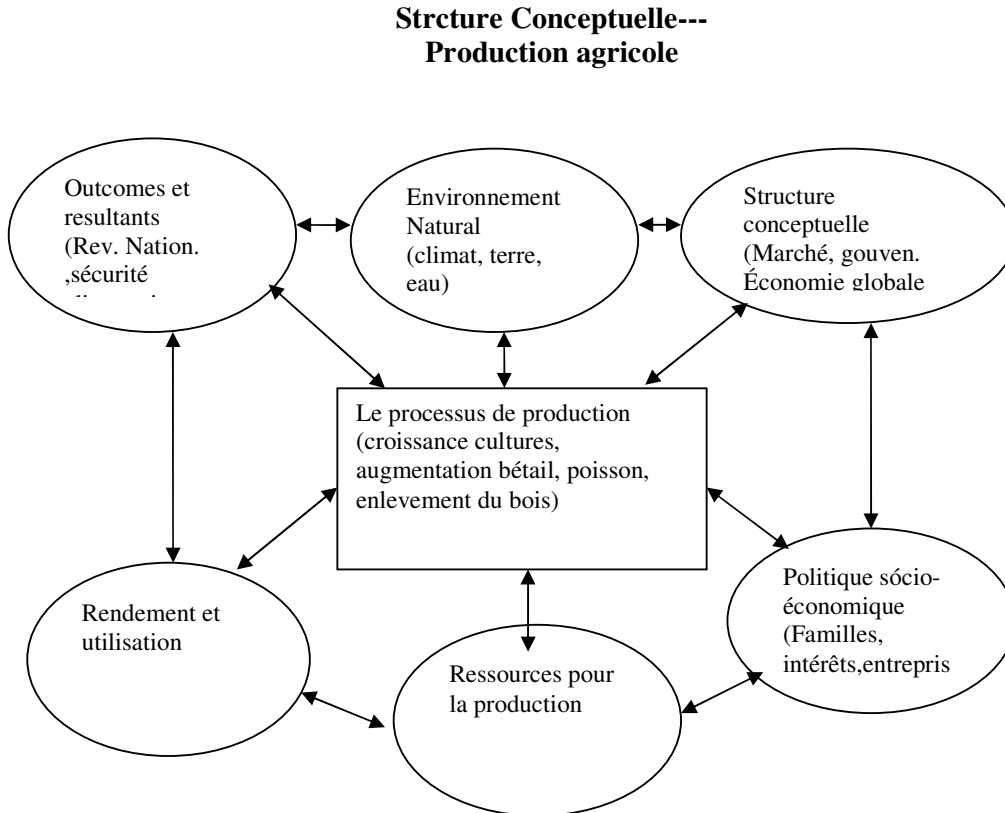 Strcture Conceptuelle---
Production agricole
Outcomes et
resultants
(Rev. Nation.
,sécurité
Environnement
Natural
(climat, terre,
eau)
Structure
conceptuelle
(Marché, gouven.
Économie globale
Le processus de production
(croissance cultures,
augmentation bétail, poisson,
enlevement du bois)
Rendement et
utilisation
Ressources pour
la production
Politique sócio-
économique
(Familles,
intérêts,entrepris